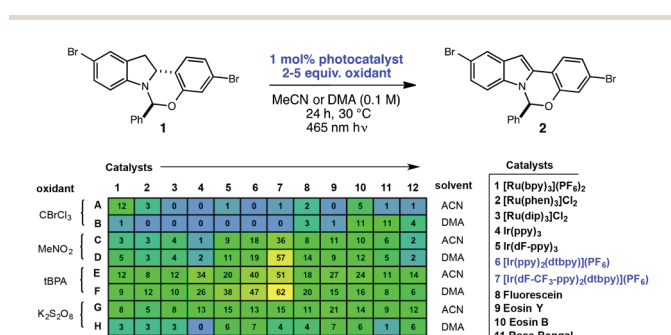 Br
Br
N
O
Ph
1
1 mol% photocatalyst
2-5 equiv. oxidant
MeCN or DMA (0.1 M)
24 h, 30 °C
465 nm hν
Br
Br
N
O
Ph
2
Catalysts
oxidant 1 2 3 4 5 6 7 8 9 10 11 12 solvent
CBrCl₃
A 12 3 0 0 1 0 1 2 0 5 1 1 ACN
B 1 0 0 0 0 0 0 3 1 11 11 4 DMA
MeNO₂
C 3 3 4 1 9 18 36 8 11 10 6 2 ACN
D 5 3 4 2 11 19 57 14 9 12 5 2 DMA
tBPA
E 12 8 12 34 20 40 51 18 27 24 11 14 ACN
F 9 12 10 26 38 47 62 20 15 16 8 6 DMA
K₂S₂O₈
G 8 5 8 13 15 13 15 11 21 14 9 12 ACN
H 3 3 3 0 6 7 4 4 7 6 1 6 DMA
Catalysts
1 [Ru(bpy)₃](PF₆)₂
2 [Ru(phen)₃]Cl₂
3 [Ru(dip)₃]Cl₂
4 Ir(ppy)₃
5 Ir(dF-ppy)₃
6 [Ir(ppy)₂(dtbpy)](PF₆)
7 [Ir(dF-CF₃-ppy)₂(dtbpy)](PF₆)
8 Fluorescein
9 Eosin Y
10 Eosin B
11 Rose Bengal